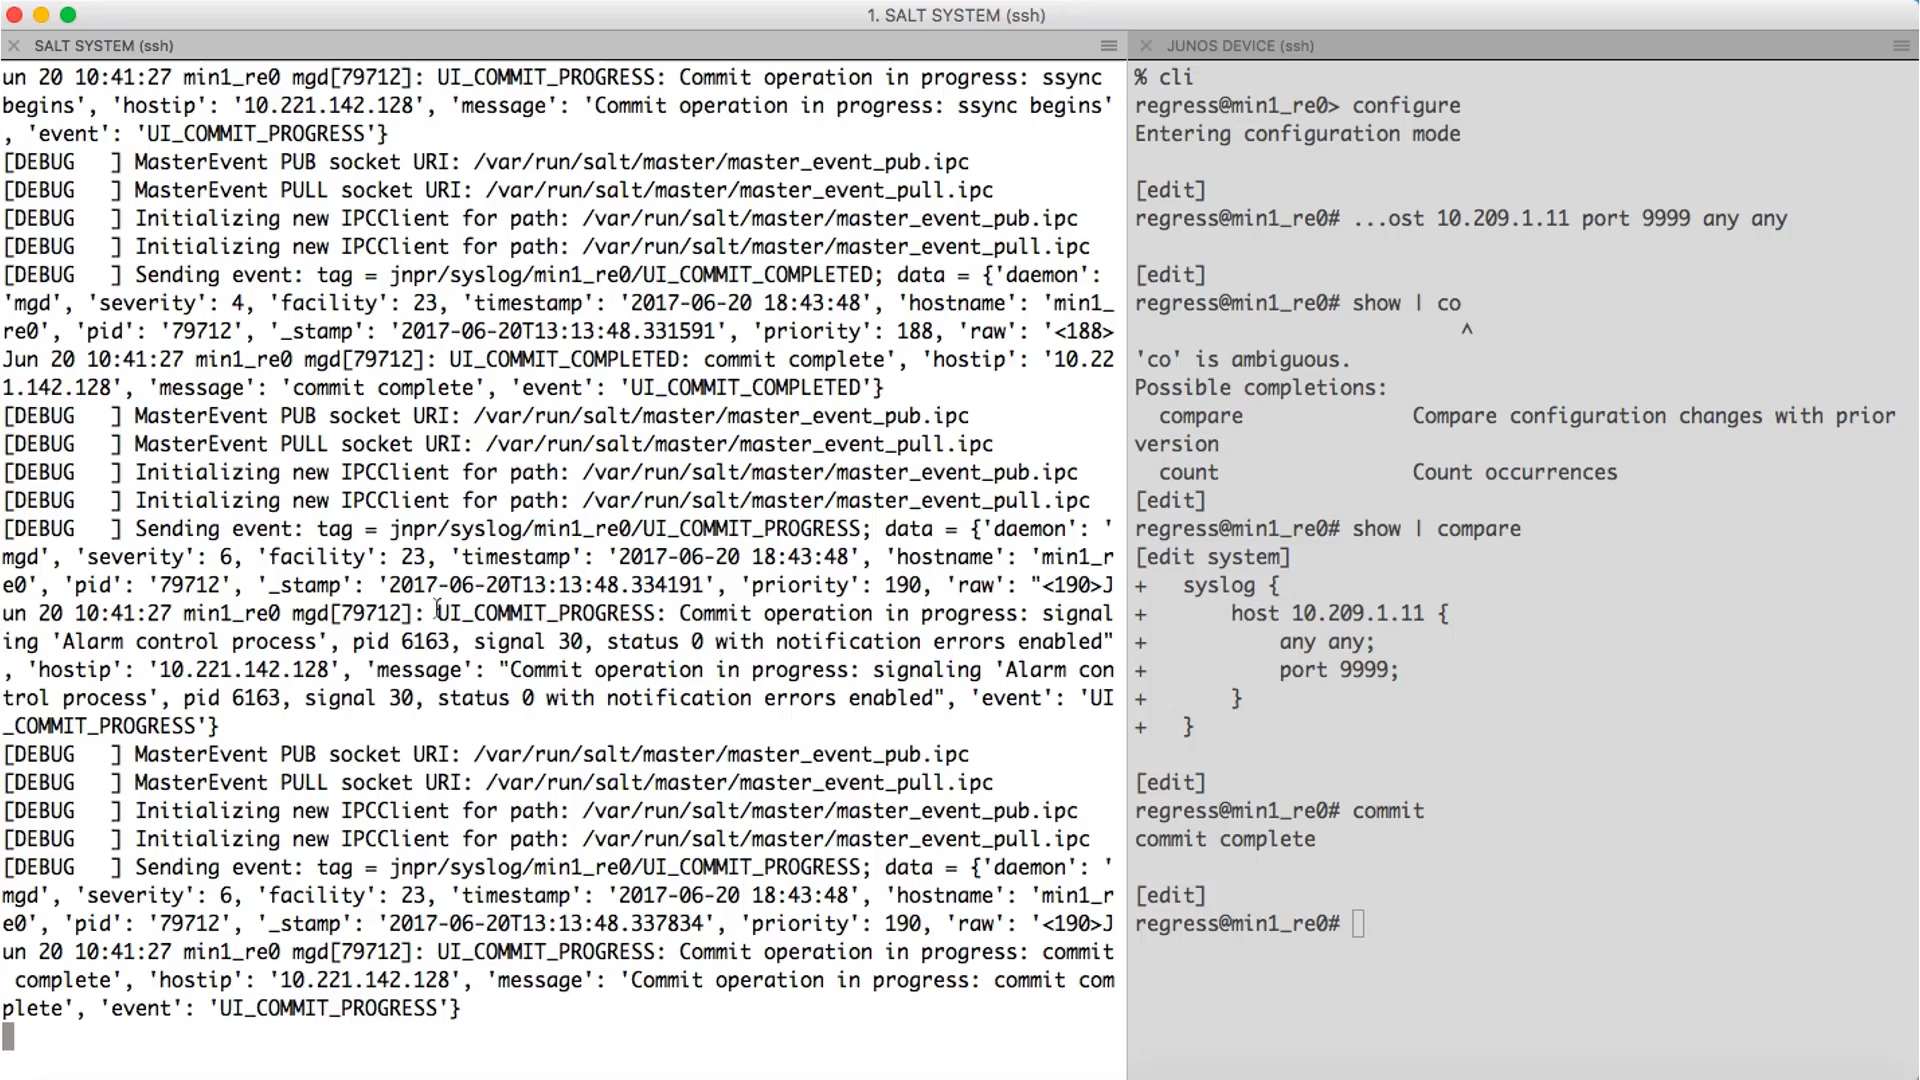 1. SALT SYSTEM (ssh)
SALT SYSTEM (ssh)
un 20 10:41:27 min1_re0 mgd[79712]: UI_COMMIT_PROGRESS: Commit operation in progress: ssync
begins', 'hostip': '10.221.142.128', 'message': 'Commit operation in progress: ssync begins'
, 'event': 'UI_COMMIT_PROGRESS'}
[DEBUG   ] MasterEvent PUB socket URI: /var/run/salt/master/master_event_pub.ipc
[DEBUG   ] MasterEvent PULL socket URI: /var/run/salt/master/master_event_pull.ipc
[DEBUG   ] Initializing new IPCClient for path: /var/run/salt/master/master_event_pub.ipc
[DEBUG   ] Initializing new IPCClient for path: /var/run/salt/master/master_event_pull.ipc
[DEBUG   ] Sending event: tag = jnpr/syslog/min1_re0/UI_COMMIT_COMPLETED; data = {'daemon':
'mgd', 'severity': 4, 'facility': 23, 'timestamp': '2017-06-20 18:43:48', 'hostname': 'min1_
re0', 'pid': '79712', '_stamp': '2017-06-20T13:13:48.331591', 'priority': 188, 'raw': '<188>
Jun 20 10:41:27 min1_re0 mgd[79712]: UI_COMMIT_COMPLETED: commit complete', 'hostip': '10.22
1.142.128', 'message': 'commit complete', 'event': 'UI_COMMIT_COMPLETED'}
[DEBUG   ] MasterEvent PUB socket URI: /var/run/salt/master/master_event_pub.ipc
[DEBUG   ] MasterEvent PULL socket URI: /var/run/salt/master/master_event_pull.ipc
[DEBUG   ] Initializing new IPCClient for path: /var/run/salt/master/master_event_pub.ipc
[DEBUG   ] Initializing new IPCClient for path: /var/run/salt/master/master_event_pull.ipc
[DEBUG   ] Sending event: tag = jnpr/syslog/min1_re0/UI_COMMIT_PROGRESS; data = {'daemon': '
mgd', 'severity': 6, 'facility': 23, 'timestamp': '2017-06-20 18:43:48', 'hostname': 'min1_r
e0', 'pid': '79712', '_stamp': '2017-06-20T13:13:48.334191', 'priority': 190, 'raw': "<190>J
un 20 10:41:27 min1_re0 mgd[79712]: UI_COMMIT_PROGRESS: Commit operation in progress: signal
ing 'Alarm control process', pid 6163, signal 30, status 0 with notification errors enabled"
, 'hostip': '10.221.142.128', 'message': "Commit operation in progress: signaling 'Alarm con
trol process', pid 6163, signal 30, status 0 with notification errors enabled", 'event': 'UI
_COMMIT_PROGRESS'}
[DEBUG   ] MasterEvent PUB socket URI: /var/run/salt/master/master_event_pub.ipc
[DEBUG   ] MasterEvent PULL socket URI: /var/run/salt/master/master_event_pull.ipc
[DEBUG   ] Initializing new IPCClient for path: /var/run/salt/master/master_event_pub.ipc
[DEBUG   ] Initializing new IPCClient for path: /var/run/salt/master/master_event_pull.ipc
[DEBUG   ] Sending event: tag = jnpr/syslog/min1_re0/UI_COMMIT_PROGRESS; data = {'daemon': '
mgd', 'severity': 6, 'facility': 23, 'timestamp': '2017-06-20 18:43:48', 'hostname': 'min1_r
e0', 'pid': '79712', '_stamp': '2017-06-20T13:13:48.337834', 'priority': 190, 'raw': '<190>J
un 20 10:41:27 min1_re0 mgd[79712]: UI_COMMIT_PROGRESS: Commit operation in progress: commit
 complete', 'hostip': '10.221.142.128', 'message': 'Commit operation in progress: commit com
plete', 'event': 'UI_COMMIT_PROGRESS'}
JUNOS DEVICE (ssh)
% cli
regress@min1_re0> configure
Entering configuration mode
[edit]
regress@min1_re0# ...ost 10.209.1.11 port 9999 any any
[edit]
regress@min1_re0# show | co
^
'co' is ambiguous.
Possible completions:
  compare              Compare configuration changes with prior
version
  count                Count occurrences
[edit]
regress@min1_re0# show | compare
[edit system]
+   syslog {
+       host 10.209.1.11 {
+           any any;
+           port 9999;
+       }
+   }
[edit]
regress@min1_re0# commit
commit complete
[edit]
regress@min1_re0#